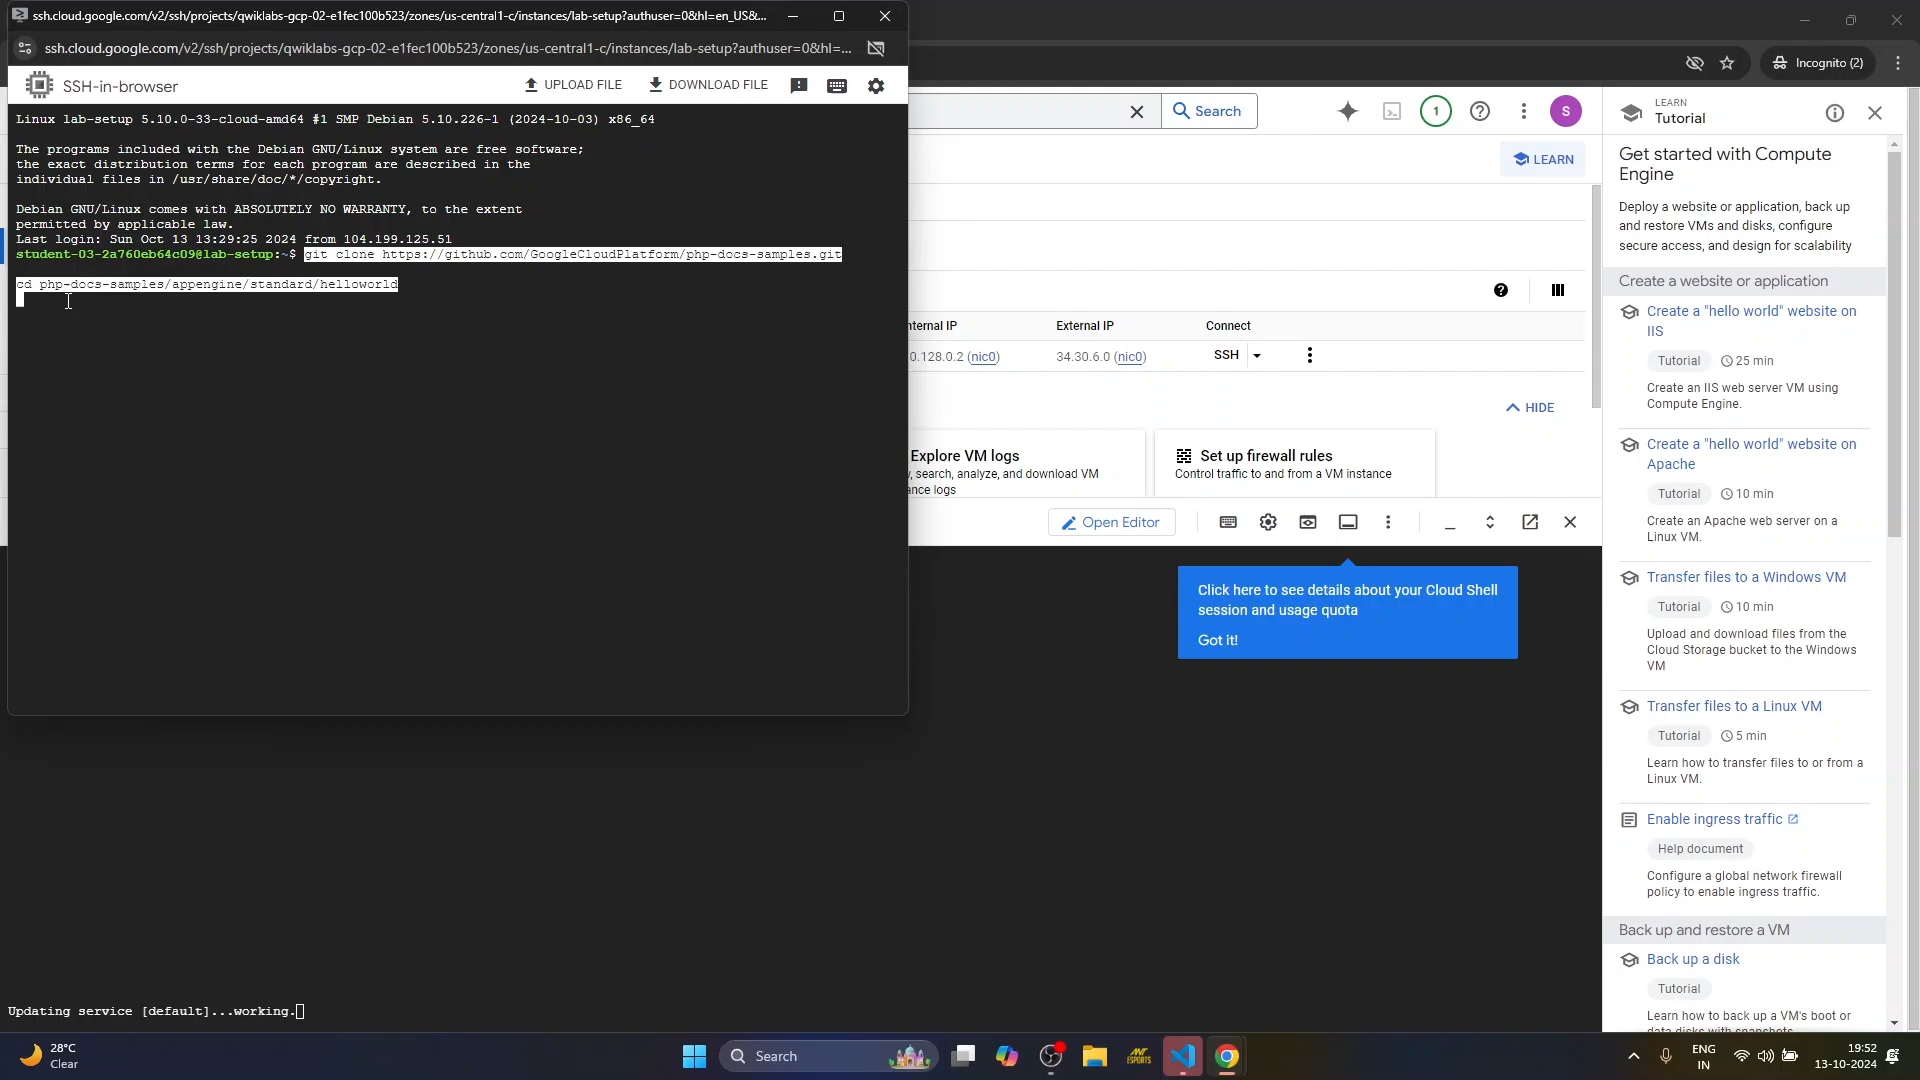 ssh.cloud.google.com/v2/ssh/projects/qwiklabs-gcp-02-e1fec100b523/zones/us-central1-c/instances/lab-setup?authuser=0&hl=en_US&...
ssh.cloud.google.com/v2/ssh/projects/qwiklabs-gcp-02-e1fec100b523/zones/us-central1-c/instances/lab-setup?authuser=0&hl=...
Incognito (2)
SSH-in-browser
UPLOAD FILE
DOWNLOAD FILE
Linux lab-setup 5.10.0-33-cloud-amd64 #1 SMP Debian 5.10.226-1 (2024-10-03) x86_64
The programs included with the Debian GNU/Linux system are free software;
the exact distribution terms for each program are described in the
individual files in /usr/share/doc/*/copyright.
Debian GNU/Linux comes with ABSOLUTELY NO WARRANTY, to the extent
permitted by applicable law.
Last login: Sun Oct 13 13:29:25 2024 from 104.199.125.51
student-03-2a760eb64c09@lab-setup:~$ git clone https://github.com/GoogleCloudPlatform/php-docs-samples.git
cd php-docs-samples/appengine/standard/helloworld
Search
1
S
LEARN
nternal IP
External IP
Connect
0.128.0.2 (nic0)
34.30.6.0 (nic0)
SSH
HIDE
Explore VM logs
, search, analyze, and download VM
ance logs
Set up firewall rules
Control traffic to and from a VM instance
Open Editor
Click here to see details about your Cloud Shell
session and usage quota
Got it!
Updating service [default]...working.
LEARN
Tutorial
Get started with Compute
Engine
Deploy a website or application, back up
and restore VMs and disks, configure
secure access, and design for scalability
Create a website or application
Create a "hello world" website on
IIS
Tutorial
25 min
Create an IIS web server VM using
Compute Engine.
Create a "hello world" website on
Apache
Tutorial
10 min
Create an Apache web server on a
Linux VM.
Transfer files to a Windows VM
Tutorial
10 min
Upload and download files from the
Cloud Storage bucket to the Windows
VM
Transfer files to a Linux VM
Tutorial
5 min
Learn how to transfer files to or from a
Linux VM.
Enable ingress traffic
Help document
Configure a global network firewall
policy to enable ingress traffic.
Back up and restore a VM
Back up a disk
Tutorial
Learn how to back up a VM's boot or
data disks with snapshots
28°C
Clear
Search
ANT
ESPORTS
ENG
IN
19:52
13-10-2024